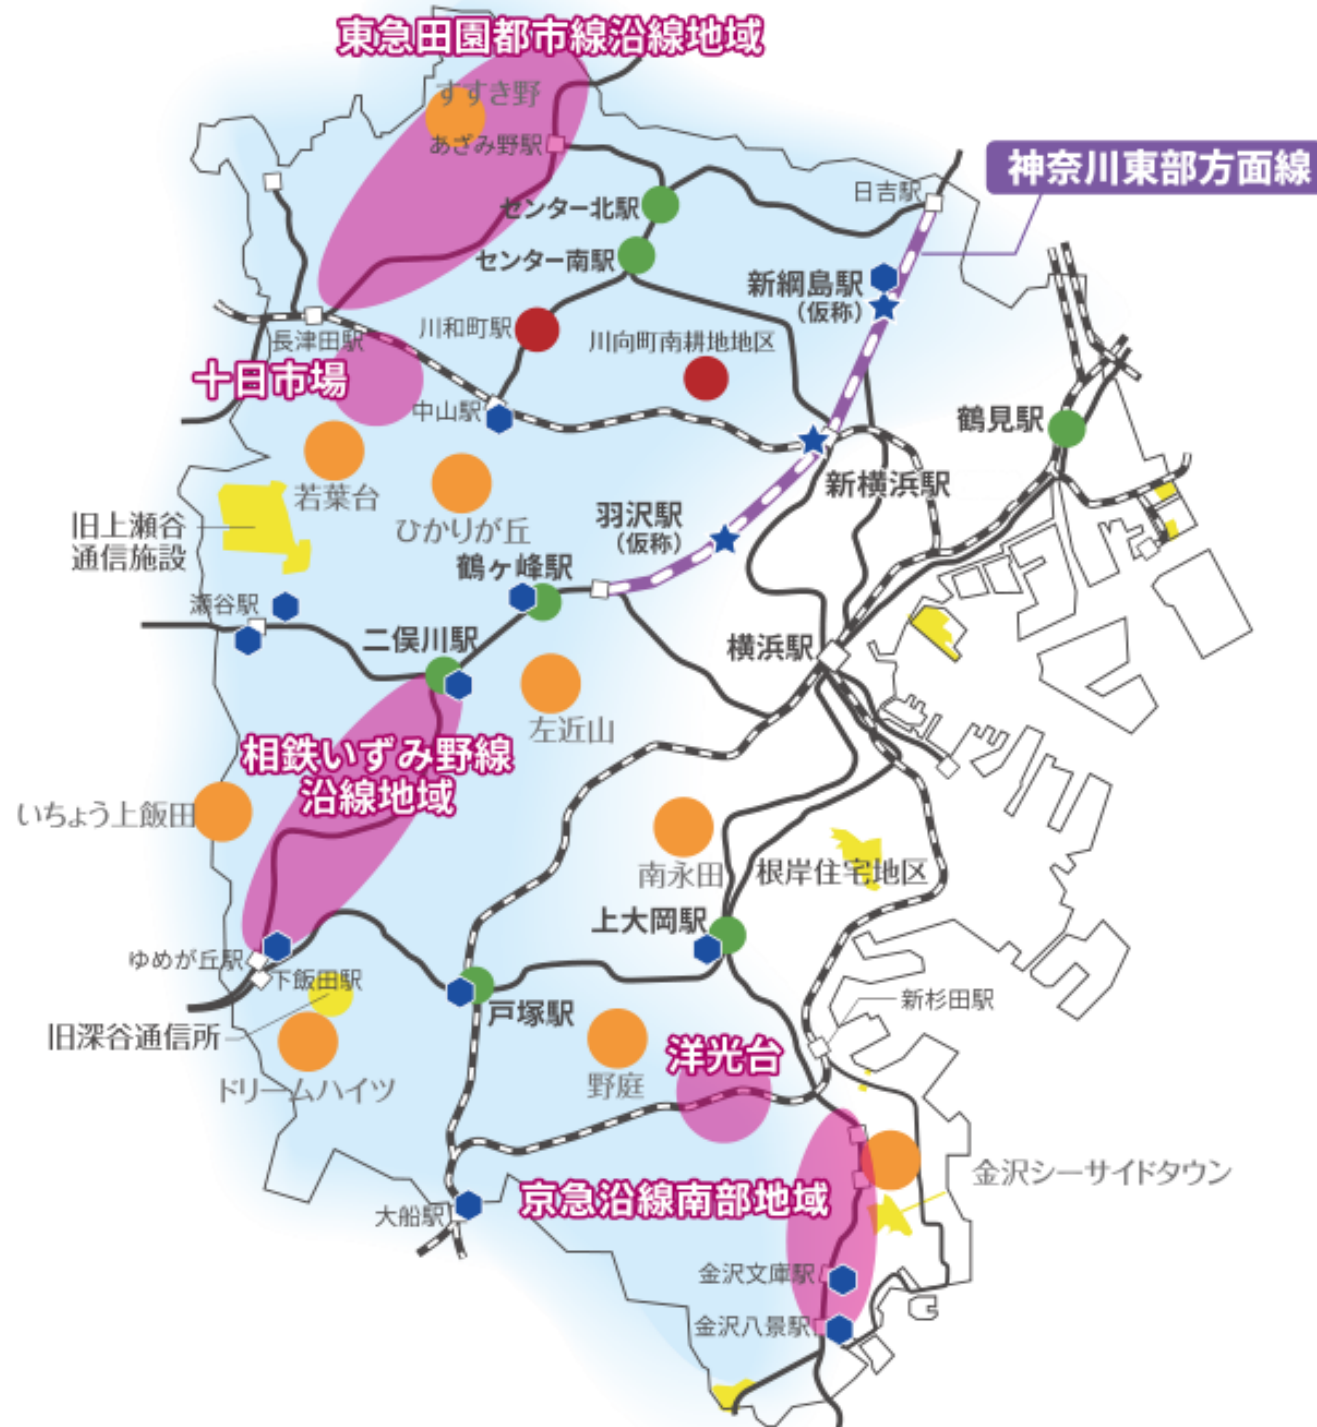 東急田園都市線沿線地域
すすき野
あざみ野駅
神奈川東部方面線
日吉駅
センター北駅
センター南駅
新綱島駅
（仮称）
川和町駅
川向町南耕地地区
長津田駅
十日市場
中山駅
鶴見駅
若葉台
ひかりが丘
新横浜駅
旧上瀬谷
通信施設
羽沢駅
（仮称）
鶴ヶ峰駅
瀬谷駅
二俣川駅
横浜駅
左近山
相鉄いずみ野線
沿線地域
いちょう上飯田
南永田
根岸住宅地区
上大岡駅
ゆめが丘駅
下飯田駅
新杉田駅
戸塚駅
旧深谷通信所
洋光台
ドリームハイツ
野庭
金沢シーサイドタウン
京急沿線南部地域
大船駅
金沢文庫駅
金沢八景駅